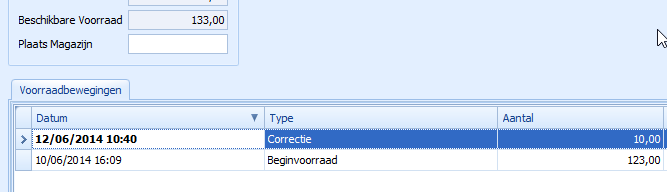 Beschikbare Voorraad 133,00
Plaats Magazijn
Voorraadbewegingen
Datum Type Aantal
12/06/2014 10:40 Correctie 10,00
10/06/2014 16:09 Beginvoorraad 123,00